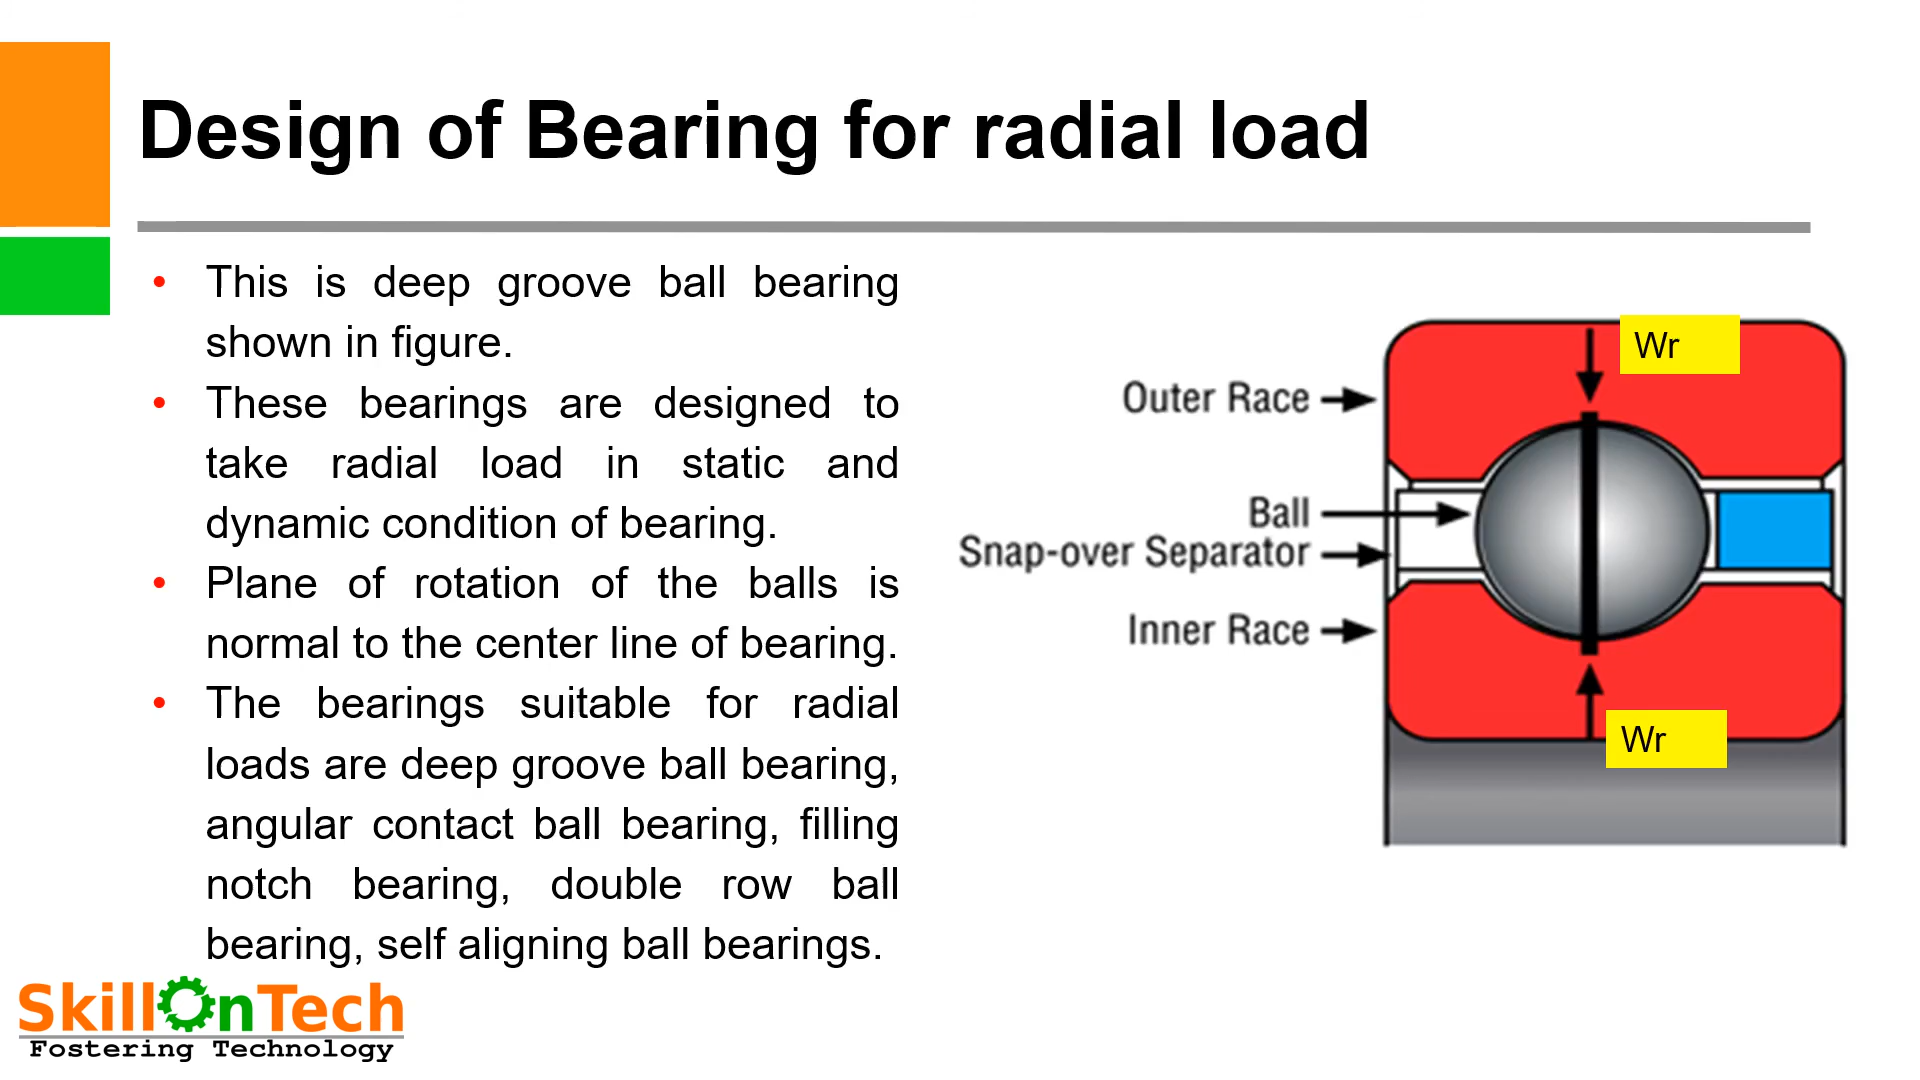 Design of Bearing for radial load
• This is deep groove ball bearing
shown in figure.
• These bearings are designed to
take radial load in static and
dynamic condition of bearing.
• Plane of rotation of the balls is
normal to the center line of bearing.
• The bearings suitable for radial
loads are deep groove ball bearing,
angular contact ball bearing, filling
notch bearing, double row ball
bearing, self aligning ball bearings.
Wr
Outer Race
Ball
Snap-over Separator
Inner Race
Wr
SkillOnTech
Fostering Technology